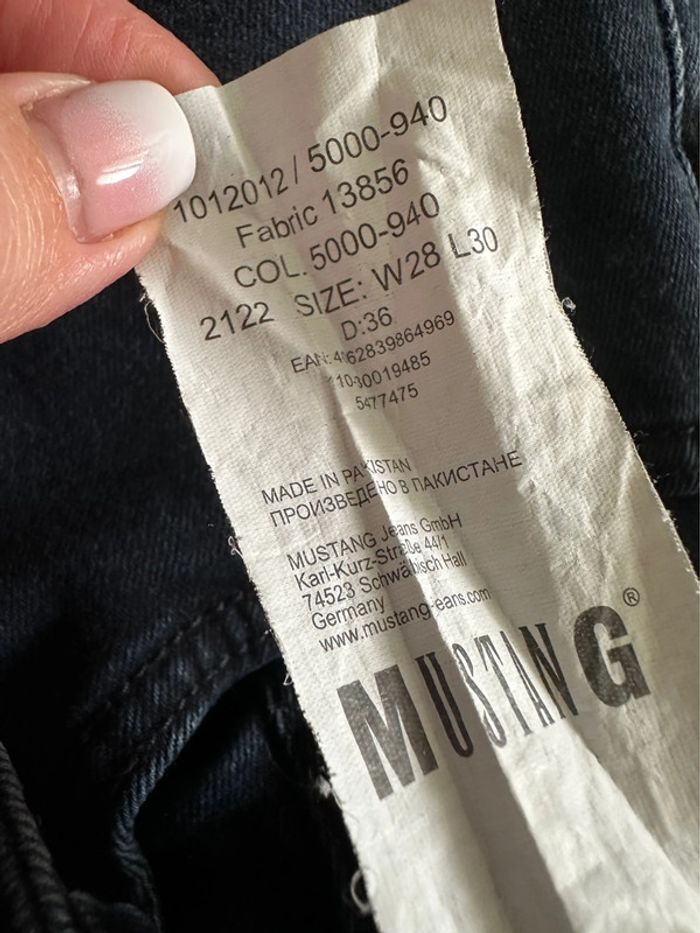 1012012 / 5000-940
Fabric 13856
COL. 5000-940
2122 SIZE: W28 L30
D:36
EAN: 4062839864969
5477475
MADE IN PAKISTAN
ПРОИЗВЕДЕНО В ПАКИСТАНЕ
MUSTANG Jeans GmbH
Karl-Kurz-Straße 44/1
74523 Schwäbisch Hall
Germany
www.mustang-jeans.com
MUSTANG®